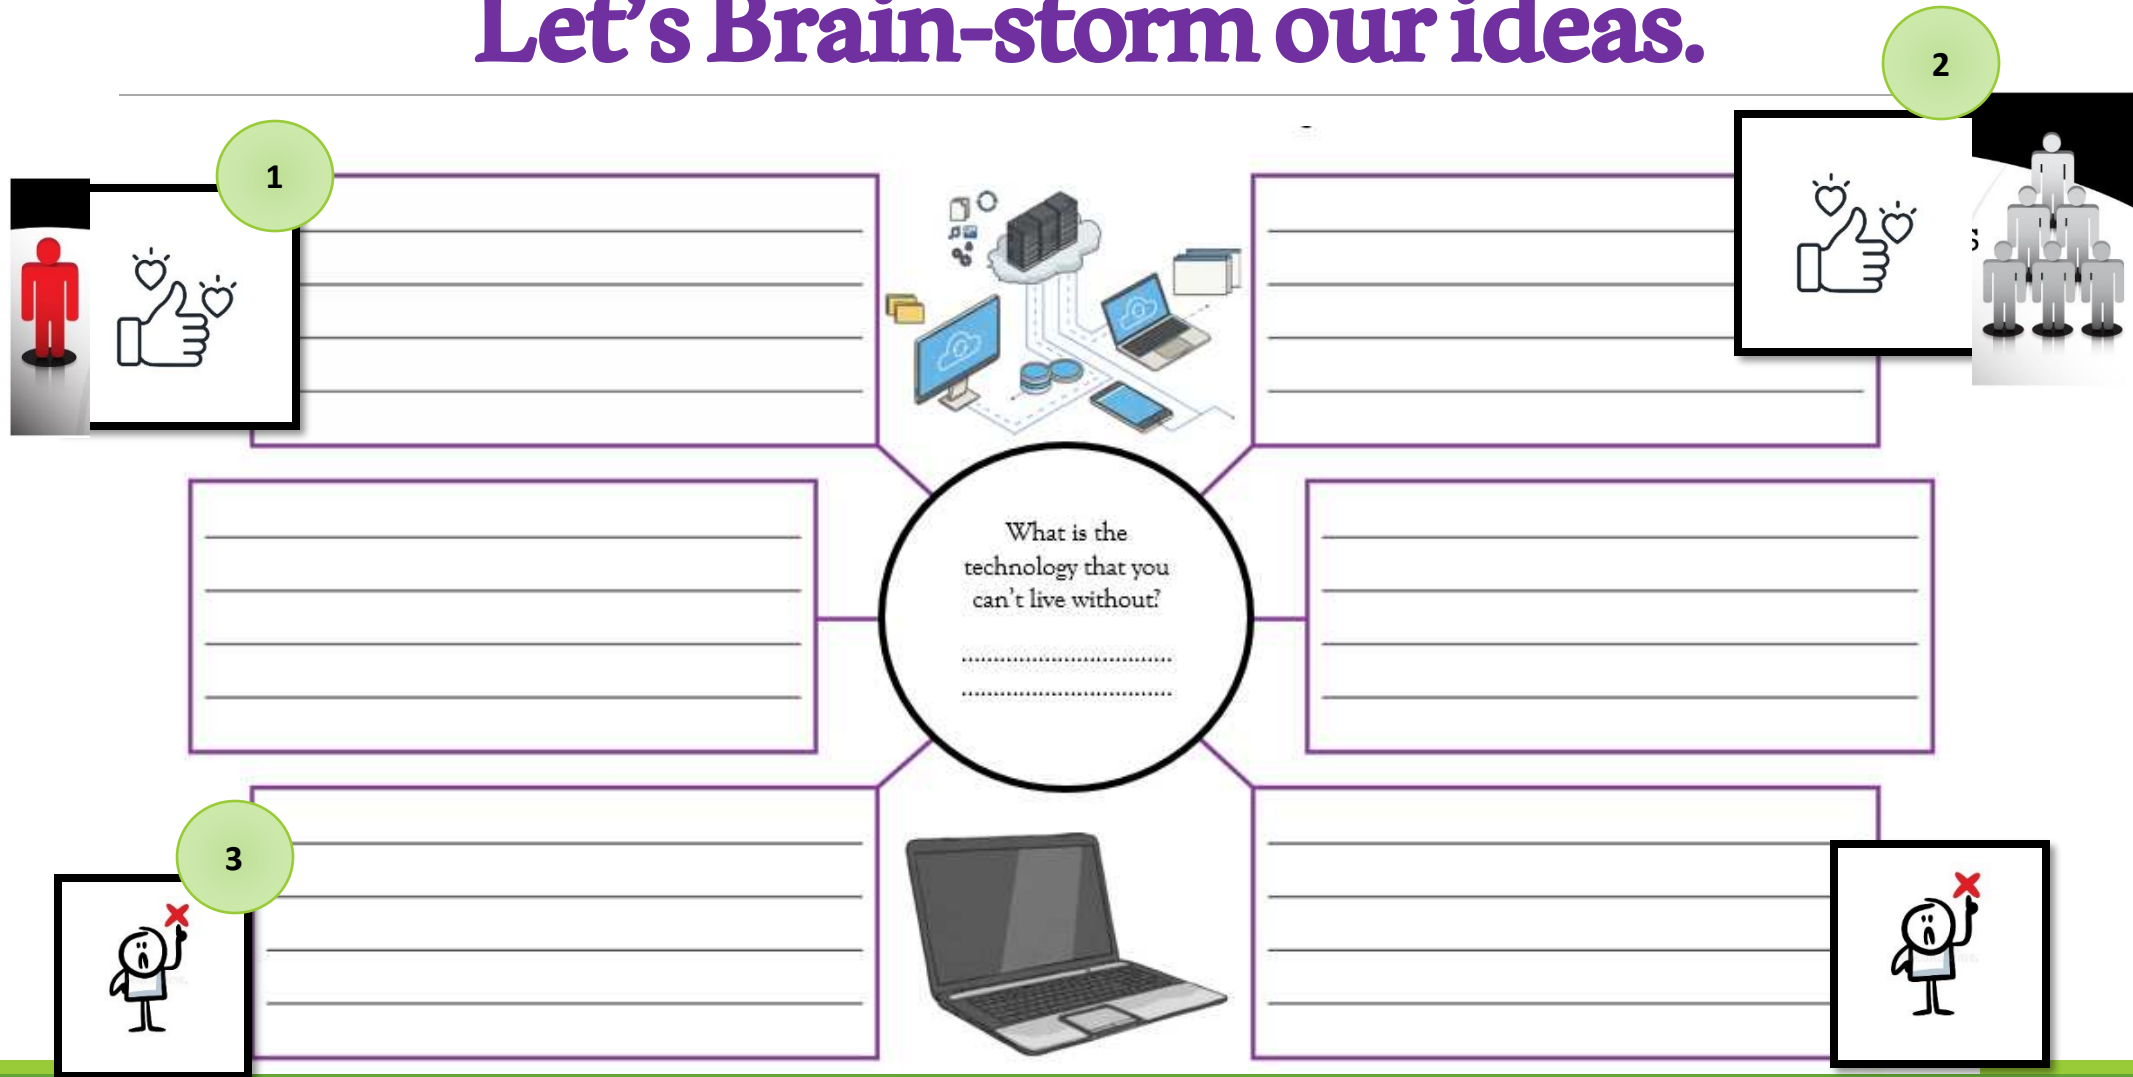 Let's Brain-storm our ideas.
2
1
s
What is the
technology that you
can't live without?
3